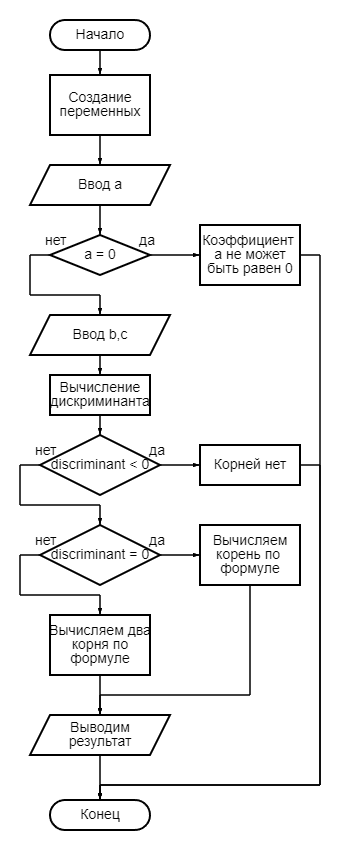 Начало
Создание
переменных
Ввод a
нет
да
a = 0
Коэффициент
a не может
быть равен 0
Ввод b,c
Вычисление
дискриминанта
нет
да
discriminant < 0
Корней нет
нет
да
discriminant = 0
Вычисляем
корень по
формуле
Вычисляем два
корня по
формуле
Выводим
результат
Конец